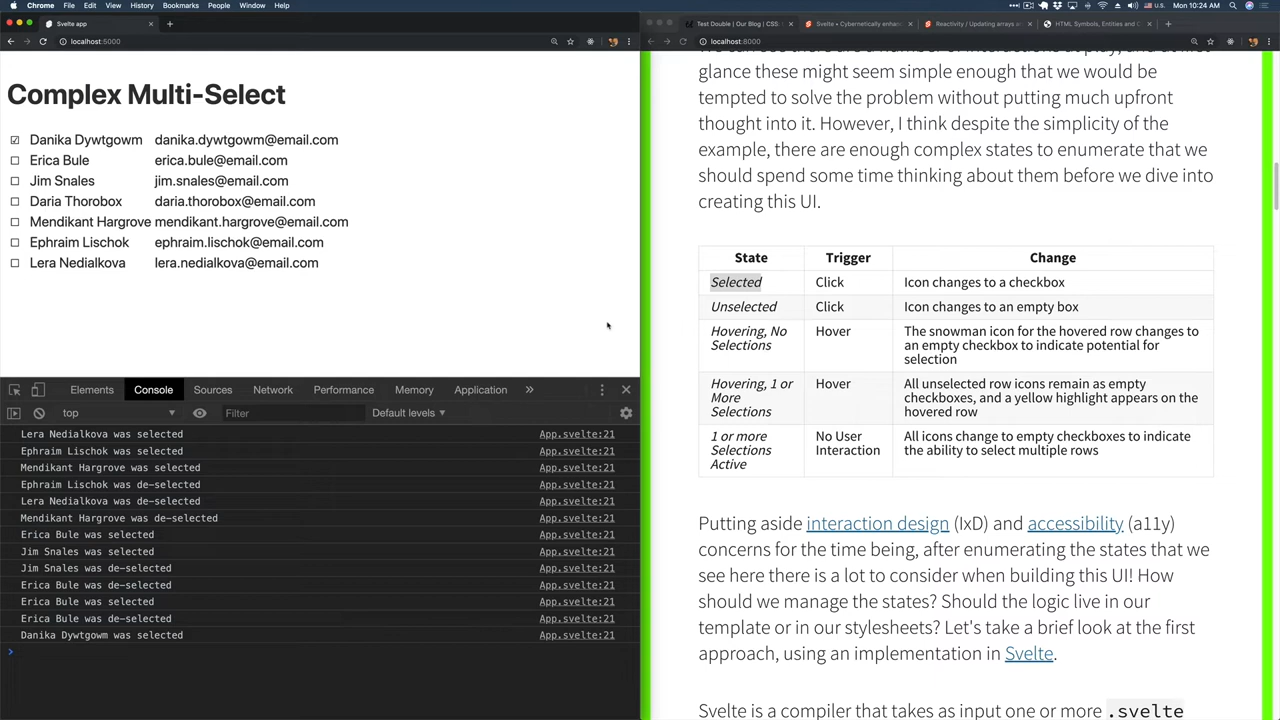 Chrome File Edit View History Bookmarks People Window Help
Mon 10:24 AM
Svelte app
localhost:5000
Complex Multi-Select
Danika Dywtgowm danika.dywtgowm@email.com
Erica Bule erica.bule@email.com
Jim Snales jim.snales@email.com
Daria Thorobox daria.thorobox@email.com
Mendikant Hargrove mendikant.hargrove@email.com
Ephraim Lischok ephraim.lischok@email.com
Lera Nedialkova lera.nedialkova@email.com
Elements Console Sources Network Performance Memory Application »
top Filter Default levels
Lera Nedialkova was selected App.svelte:21
Ephraim Lischok was selected App.svelte:21
Mendikant Hargrove was selected App.svelte:21
Ephraim Lischok was de-selected App.svelte:21
Lera Nedialkova was de-selected App.svelte:21
Mendikant Hargrove was de-selected App.svelte:21
Erica Bule was selected App.svelte:21
Jim Snales was selected App.svelte:21
Jim Snales was de-selected App.svelte:21
Erica Bule was de-selected App.svelte:21
Erica Bule was selected App.svelte:21
Erica Bule was de-selected App.svelte:21
Danika Dywtgowm was selected App.svelte:21
Test Double | Our Blog | CSS: Svelte • Cybernetically enha Reactivity / Updating arrays HTML Symbols, Entities and C
localhost:8000
glance these might seem simple enough that we would be
tempted to solve the problem without putting much upfront
thought into it. However, I think despite the simplicity of the
example, there are enough complex states to enumerate that we
should spend some time thinking about them before we dive into
creating this UI.
State Trigger Change
Selected Click Icon changes to a checkbox
Unselected Click Icon changes to an empty box
Hovering, No Selections Hover The snowman icon for the hovered row changes to
an empty checkbox to indicate potential for
selection
Hovering, 1 or More Selections Hover All unselected row icons remain as empty
checkboxes, and a yellow highlight appears on the
hovered row
1 or more Selections Active No User Interaction All icons change to empty checkboxes to indicate
the ability to select multiple rows
Putting aside interaction design (IxD) and accessibility (a11y)
concerns for the time being, after enumerating the states that we
see here there is a lot to consider when building this UI! How
should we manage the states? Should the logic live in our
template or in our stylesheets? Let's take a brief look at the first
approach, using an implementation in Svelte.
Svelte is a compiler that takes as input one or more .svelte